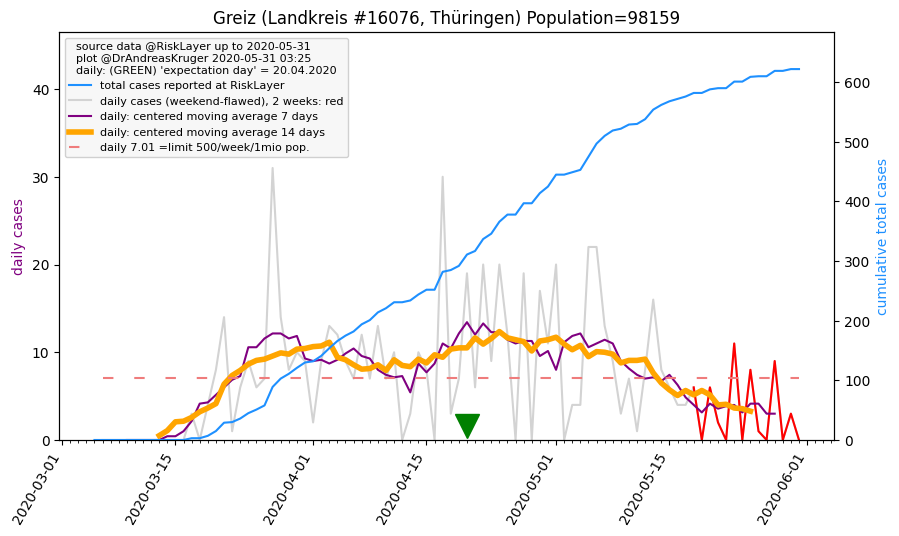 Greiz (Landkreis #16076, Thüringen) Population=98159
source data @RiskLayer up to 2020-05-31
plot @DrAndreasKruger 2020-05-31 03:25
daily: (GREEN) 'expectation day' = 20.04.2020
total cases reported at RiskLayer
daily cases (weekend-flawed), 2 weeks: red
daily: centered moving average 7 days
daily: centered moving average 14 days
daily 7.01 =limit 500/week/1mio pop.
daily cases
40
30
20
10
0
cumulative total cases
600
500
400
300
200
100
0
2020-03-01
2020-03-15
2020-04-01
2020-04-15
2020-05-01
2020-05-15
2020-06-01